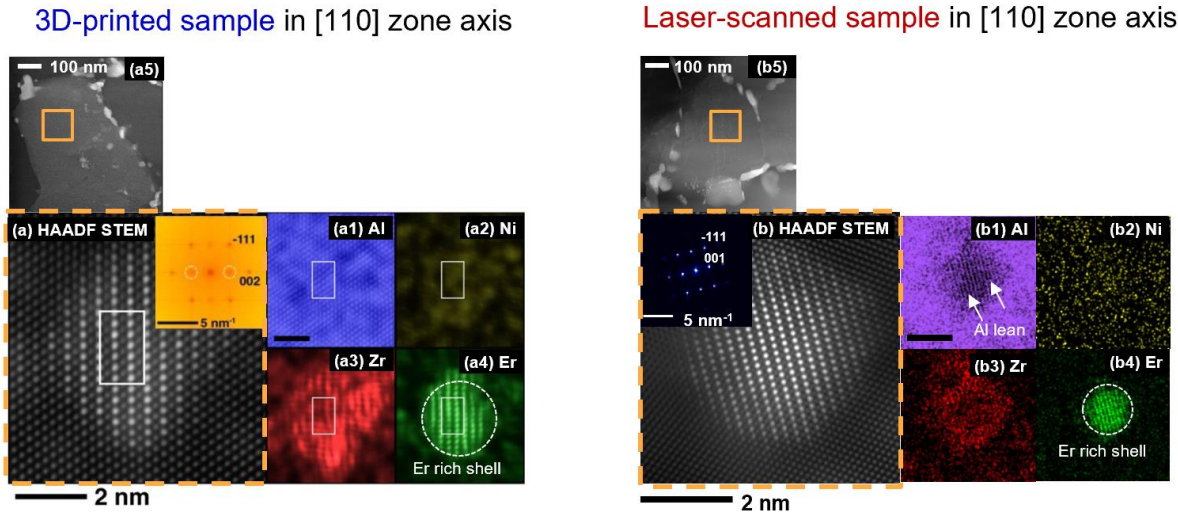 3D-printed sample in [110] zone axis
100 nm
(a5)
(a) HAADF STEM
-111
002
5 nm-1
(a1) Al
(a2) Ni
(a3) Zr
(a4) Er
Er rich shell
2 nm
Laser-scanned sample in [110] zone axis
100 nm
(b5)
-111
001
5 nm-1
(b) HAADF STEM
(b1) Al
Al lean
(b2) Ni
(b3) Zr
(b4) Er
Er rich shell
2 nm